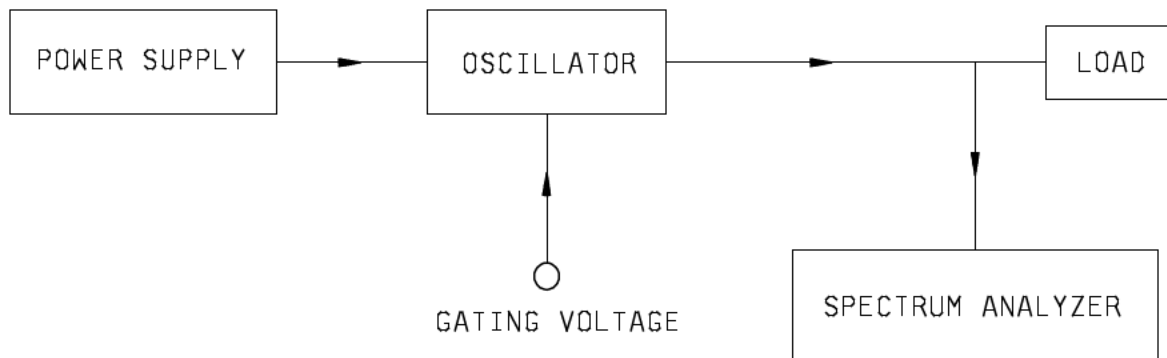 POWER SUPPLY
OSCILLATOR
LOAD
GATING VOLTAGE
SPECTRUM ANALYZER